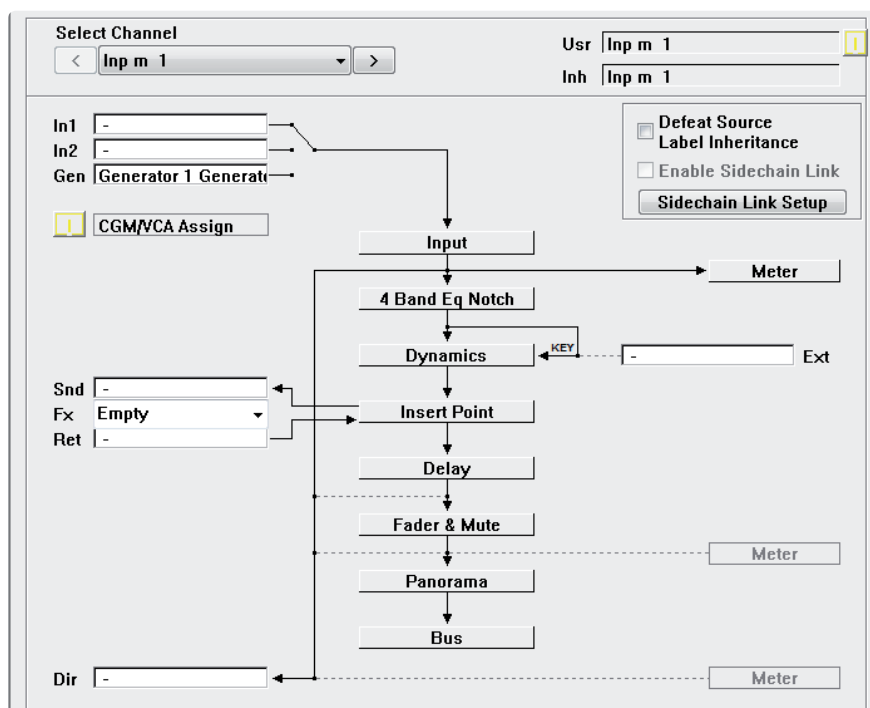 Select Channel
<
Inp m 1
>
Usr Inp m 1
Inh Inp m 1
In1 -
In2 -
Gen Generator 1 Generato
Defeat Source
Label Inheritance
Enable Sidechain Link
Sidechain Link Setup
CGM/VCA Assign
Input
Meter
4 Band Eq Notch
Dynamics
KEY
- Ext
Snd -
Fx Empty
Ret -
Insert Point
Delay
Fader & Mute
Meter
Panorama
Bus
Dir -
Meter